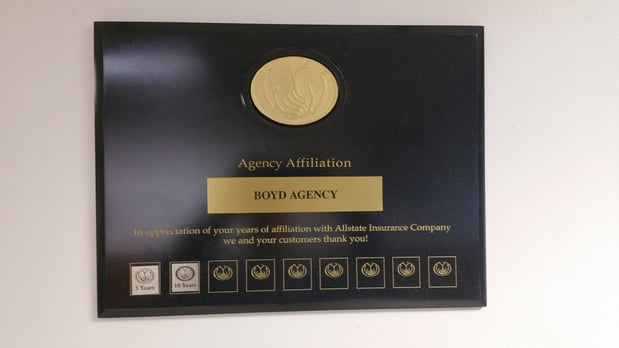 Agency Affiliation
BOYD AGENCY
In appreciation of your years of affiliation with Allstate Insurance Company
we and your customers thank you!
5 Years
10 Years